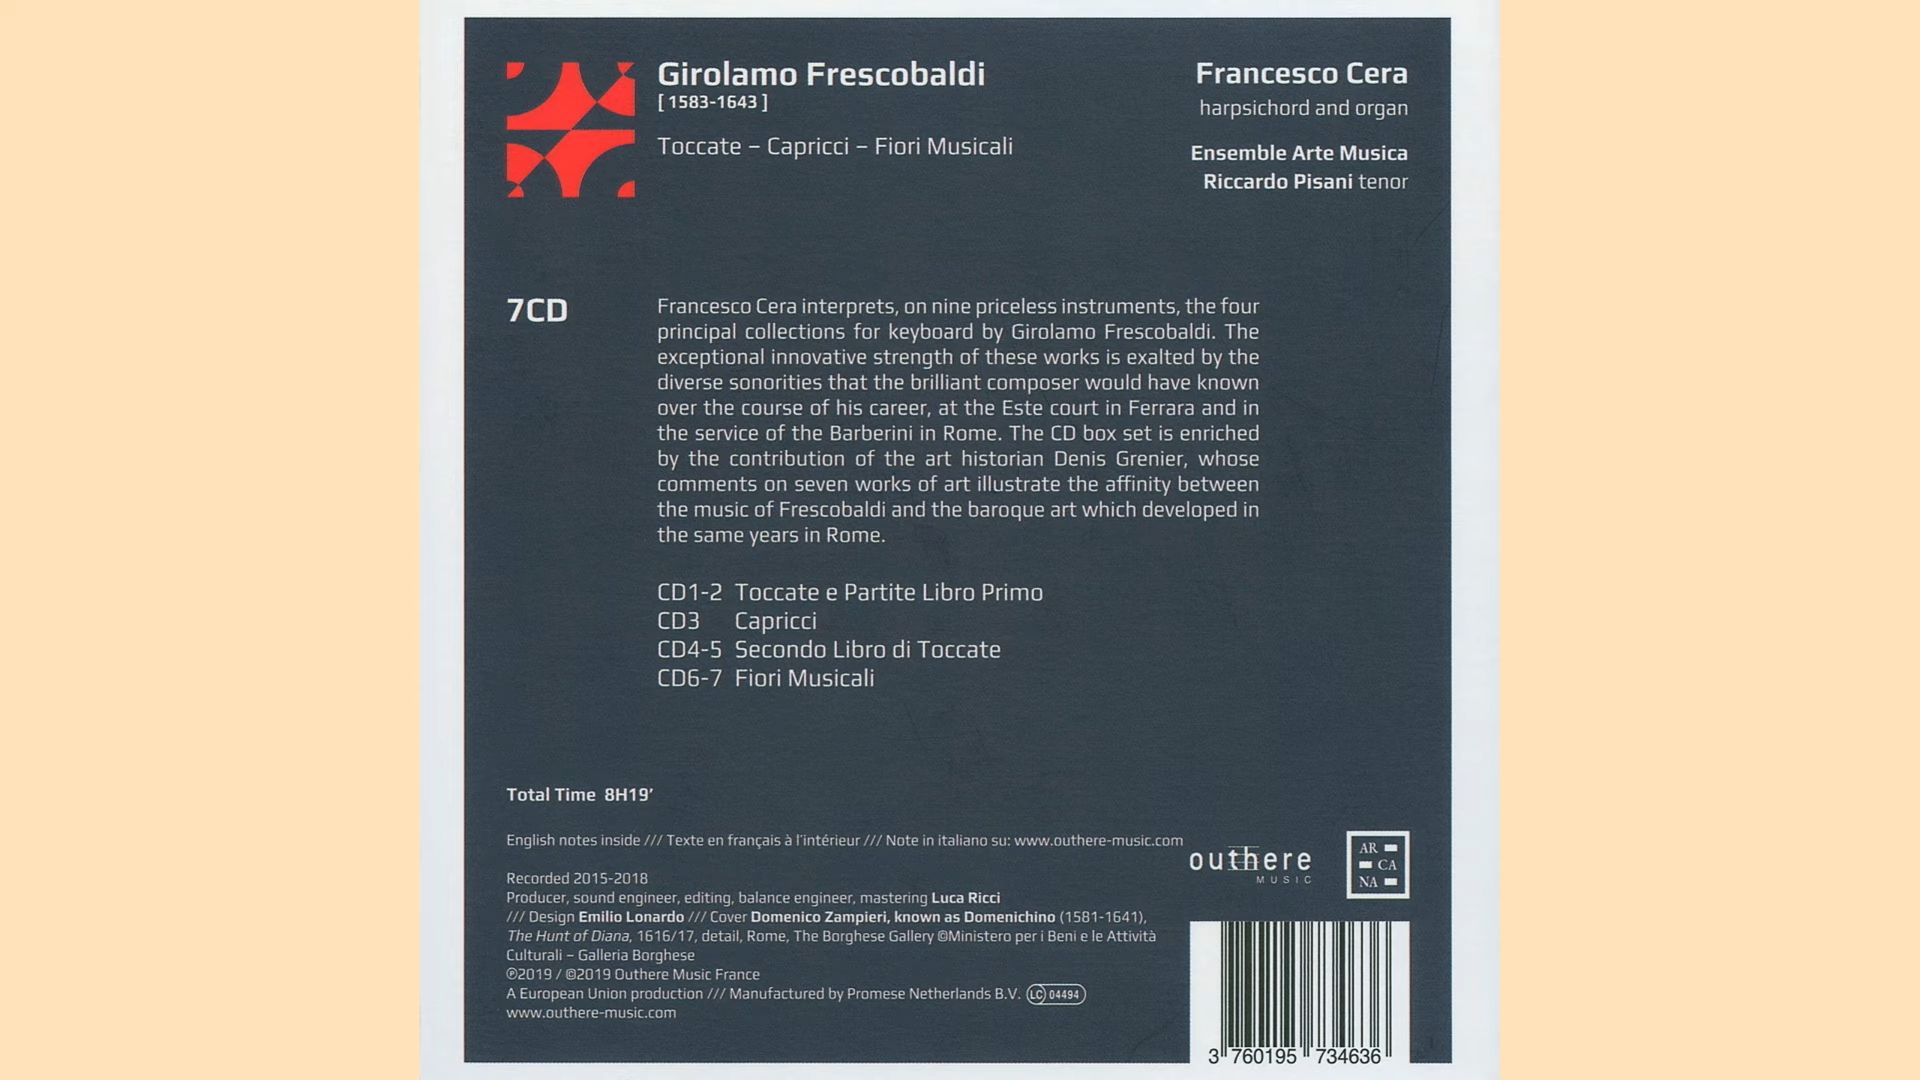 Girolamo Frescobaldi
[ 1583-1643 ]
Toccate – Capricci – Fiori Musicali
Francesco Cera
harpsichord and organ
Ensemble Arte Musica
Riccardo Pisani tenor
7CD
Francesco Cera interprets, on nine priceless instruments, the four
principal collections for keyboard by Girolamo Frescobaldi. The
exceptional innovative strength of these works is exalted by the
diverse sonorities that the brilliant composer would have known
over the course of his career, at the Este court in Ferrara and in
the service of the Barberini in Rome. The CD box set is enriched
by the contribution of the art historian Denis Grenier, whose
comments on seven works of art illustrate the affinity between
the music of Frescobaldi and the baroque art which developed in
the same years in Rome.
CD1-2 Toccate e Partite Libro Primo
CD3 Capricci
CD4-5 Secondo Libro di Toccate
CD6-7 Fiori Musicali
Total Time 8H19’
English notes inside /// Texte en français à l’intérieur /// Note in italiano su: www.outhere-music.com
Recorded 2015-2018
Producer, sound engineer, editing, balance engineer, mastering Luca Ricci
/// Design Emilio Lonardo /// Cover Domenico Zampieri, known as Domenichino (1581-1641),
The Hunt of Diana, 1616/17, detail, Rome, The Borghese Gallery ©Ministero per i Beni e le Attività
Culturali – Galleria Borghese
℗2019 / ©2019 Outhere Music France
A European Union production /// Manufactured by Promese Netherlands B.V. LC 04494
www.outhere-music.com
outhere
MUSIC
AR
CA
NA
3 760195 734636